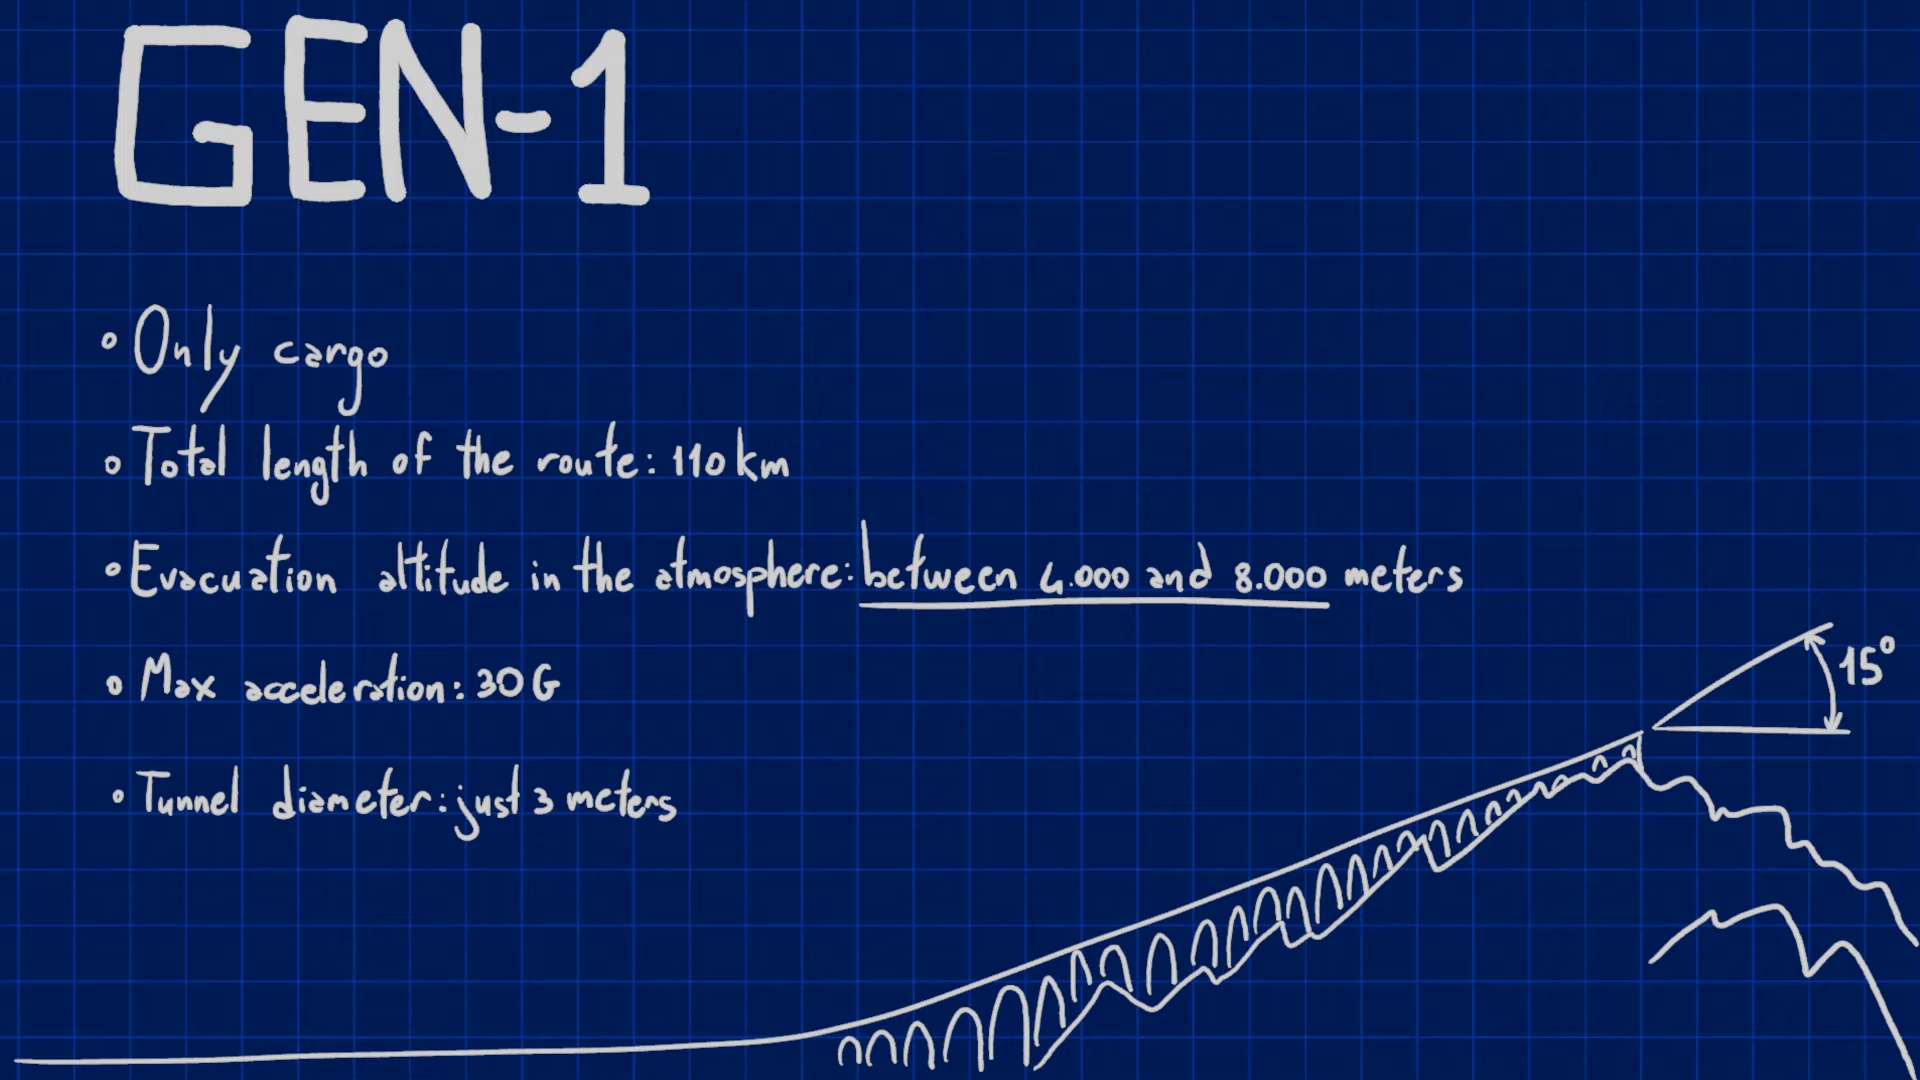 GEN-1
Only cargo
Total length of the route: 110 km
Evacuation altitude in the atmosphere: between 4.000 and 8.000 meters
15°
Max acceleration: 30 G
Tunnel diameter: just 3 meters